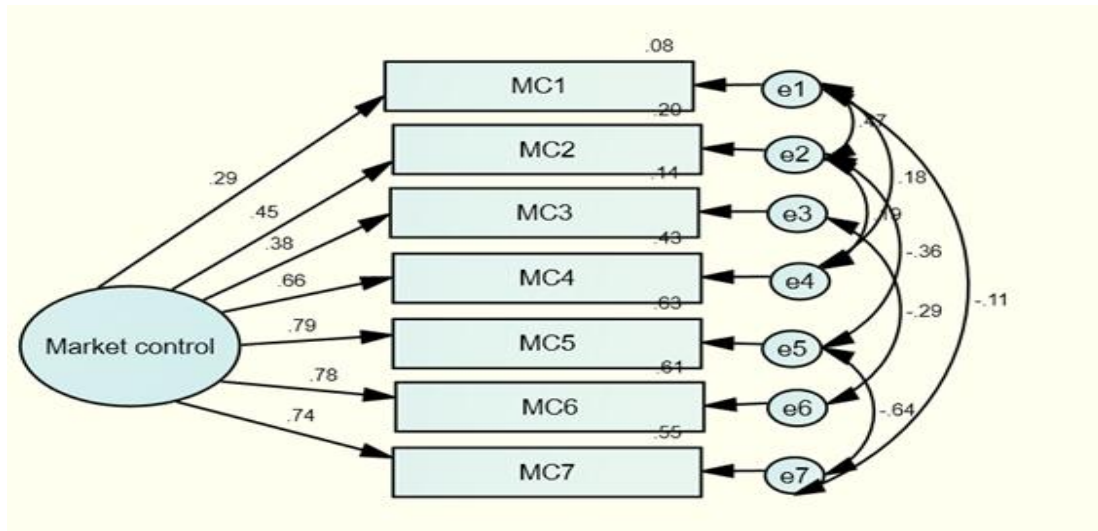 .08
MC1
e1
.20
.47
MC2
e2
.14
.29
.18
MC3
e3
.45
.19
.43
.38
-.36
.66
MC4
e4
.63
-.29
-.11
.79
Market control
MC5
e5
.61
.78
MC6
e6
-.64
.74
.55
MC7
e7